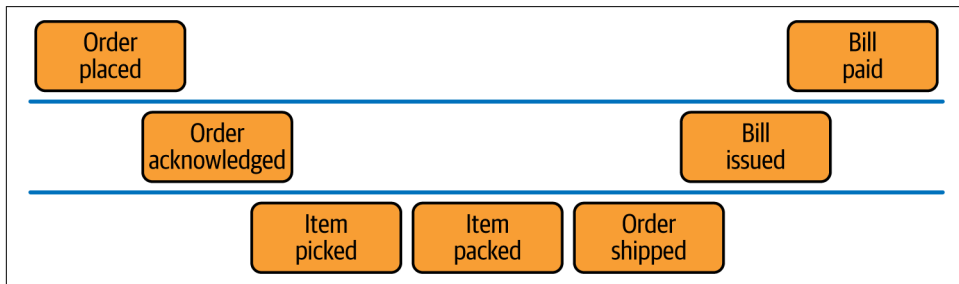 Order
placed
Bill
paid
Order
acknowledged
Bill
issued
Item
picked
Item
packed
Order
shipped